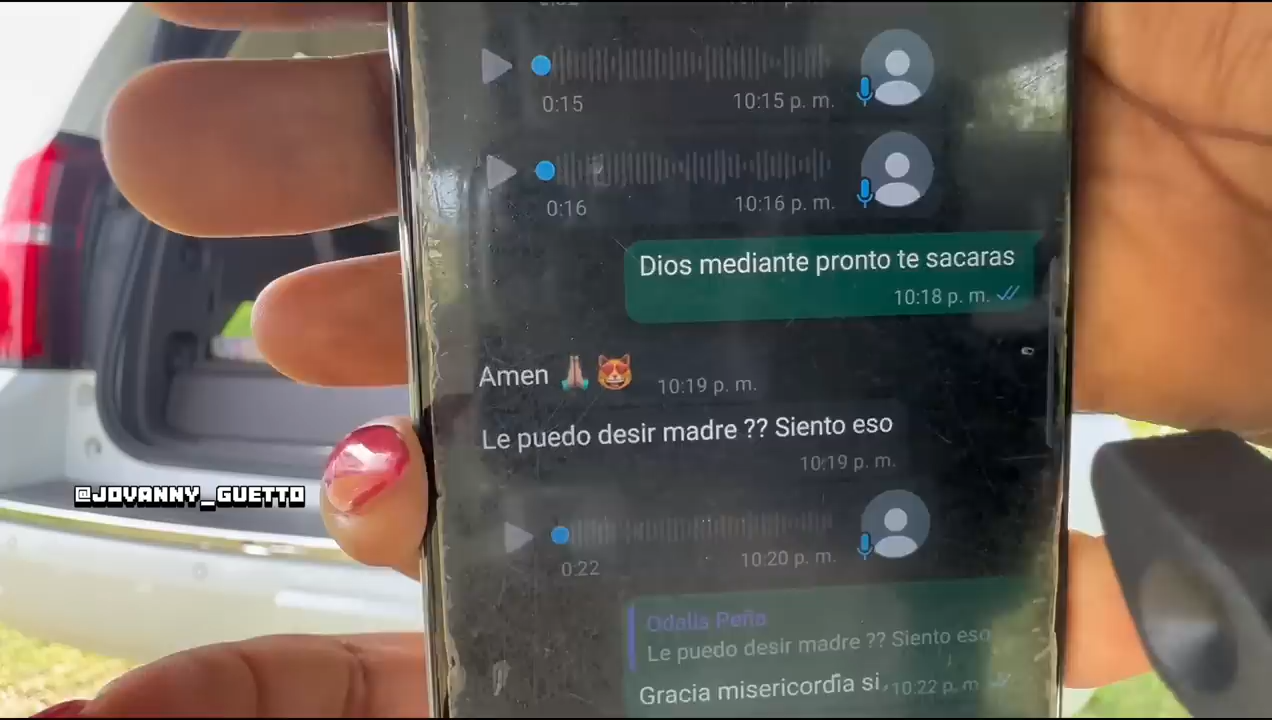 0:15 10:15 p. m.
0:16 10:16 p. m.
Dios mediante pronto te sacaras
10:18 p. m.
Amen 🙏🏼😻 10:19 p. m.
Le puedo desir madre ?? Siento eso
10:19 p. m.
@JOVANNY_GUETTO
0:22 10:20 p. m.
Odalis Peña
Le puedo desir madre ?? Siento eso
Gracia misericordia si, 10:22 p. m.